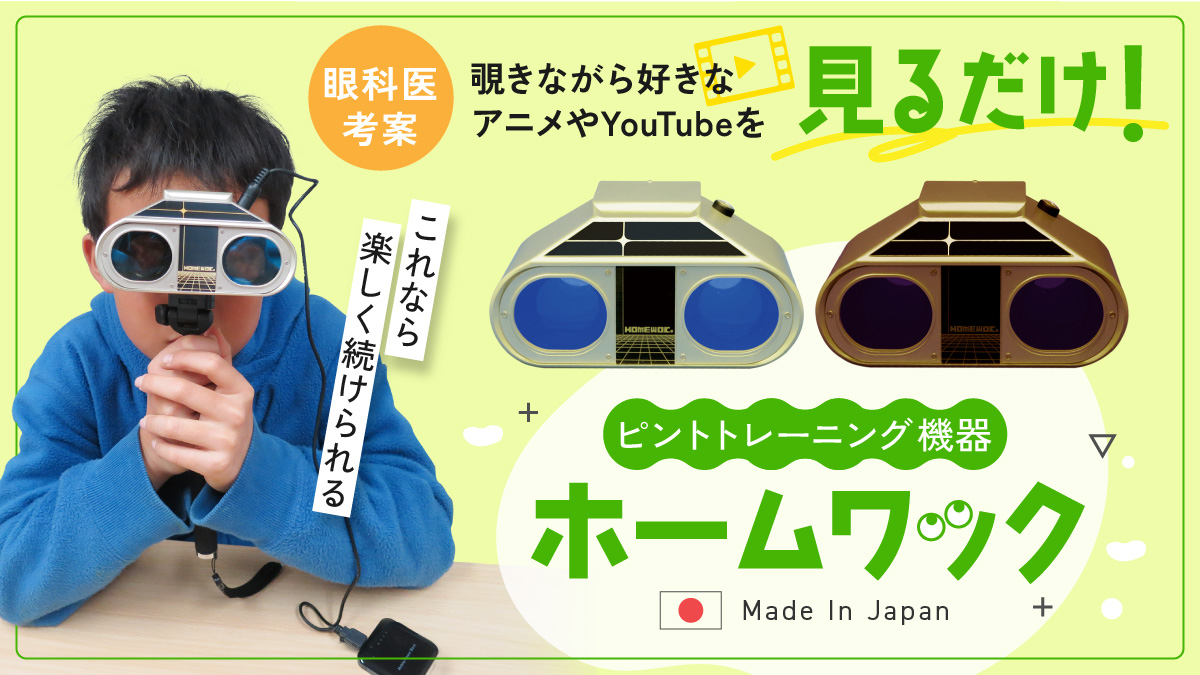 眼科医
考案
覗きながら好きな
アニメやYouTubeを
見るだけ!
これなら
楽しく続けられる
HOMEWOC.
HOMEWOC.
HOMEWOC.
ピントトレーニング機器
ホームワック
Made In Japan